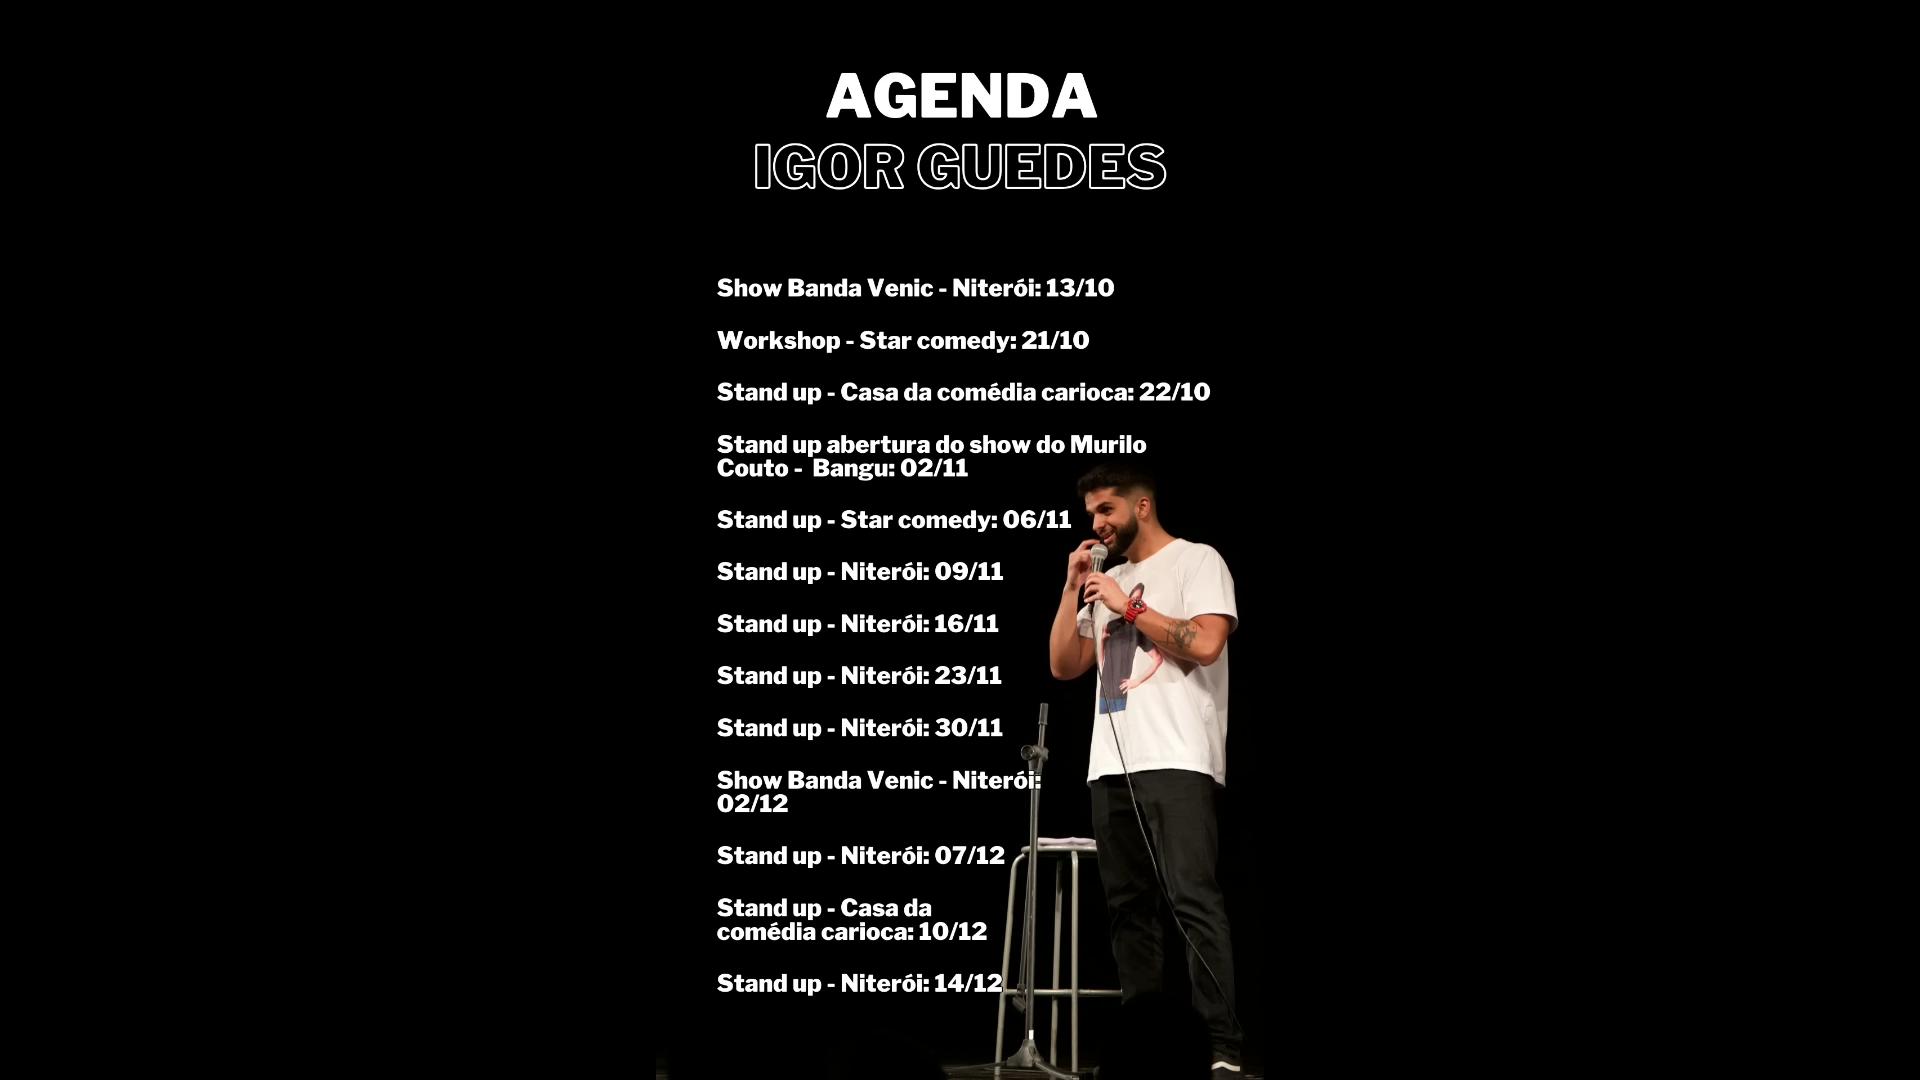 AGENDA
IGOR GUEDES
Show Banda Venic - Niterói: 13/10
Workshop - Star comedy: 21/10
Stand up - Casa da comédia carioca: 22/10
Stand up abertura do show do Murilo
Couto -  Bangu: 02/11
Stand up - Star comedy: 06/11
Stand up - Niterói: 09/11
Stand up - Niterói: 16/11
Stand up - Niterói: 23/11
Stand up - Niterói: 30/11
Show Banda Venic - Niterói:
02/12
Stand up - Niterói: 07/12
Stand up - Casa da
comédia carioca: 10/12
Stand up - Niterói: 14/12